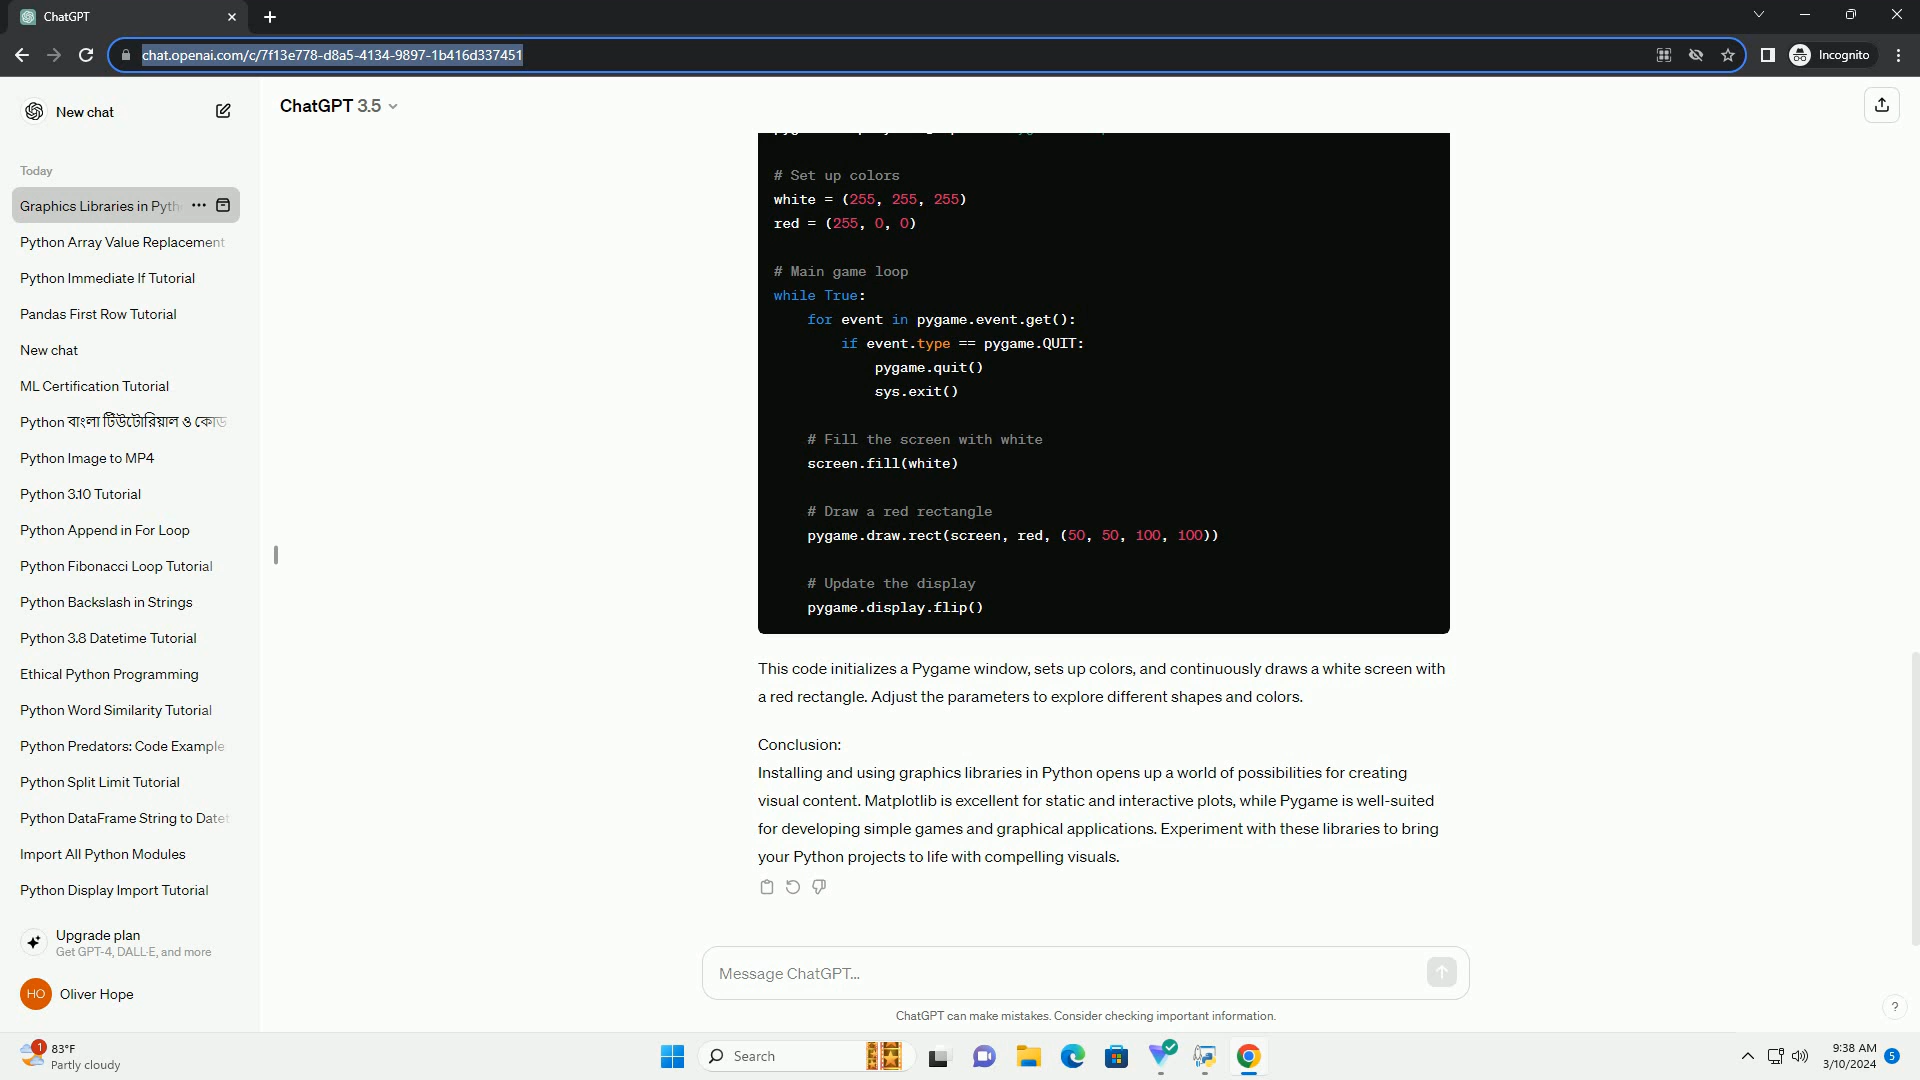 ChatGPT
chat.openai.com/c/7f13e778-d8a5-4134-9897-1b416d337451
Incognito
New chat
ChatGPT 3.5
Today
Graphics Libraries in Pyth
Python Array Value Replacement
Python Immediate If Tutorial
Pandas First Row Tutorial
New chat
ML Certification Tutorial
Python বাংলা টিউটোরিয়াল ও কোড
Python Image to MP4
Python 3.10 Tutorial
Python Append in For Loop
Python Fibonacci Loop Tutorial
Python Backslash in Strings
Python 3.8 Datetime Tutorial
Ethical Python Programming
Python Word Similarity Tutorial
Python Predators: Code Example
Python Split Limit Tutorial
Python DataFrame String to Datet
Import All Python Modules
Python Display Import Tutorial
Upgrade plan
Get GPT-4, DALL·E, and more
HO
Oliver Hope
# Set up colors
white = (255, 255, 255)
red = (255, 0, 0)
# Main game loop
while True:
for event in pygame.event.get():
if event.type == pygame.QUIT:
pygame.quit()
sys.exit()
# Fill the screen with white
screen.fill(white)
# Draw a red rectangle
pygame.draw.rect(screen, red, (50, 50, 100, 100))
# Update the display
pygame.display.flip()
This code initializes a Pygame window, sets up colors, and continuously draws a white screen with
a red rectangle. Adjust the parameters to explore different shapes and colors.
Conclusion:
Installing and using graphics libraries in Python opens up a world of possibilities for creating
visual content. Matplotlib is excellent for static and interactive plots, while Pygame is well-suited
for developing simple games and graphical applications. Experiment with these libraries to bring
your Python projects to life with compelling visuals.
Message ChatGPT...
ChatGPT can make mistakes. Consider checking important information.
?
1
83°F
Partly cloudy
Search
9:38 AM
3/10/2024
5